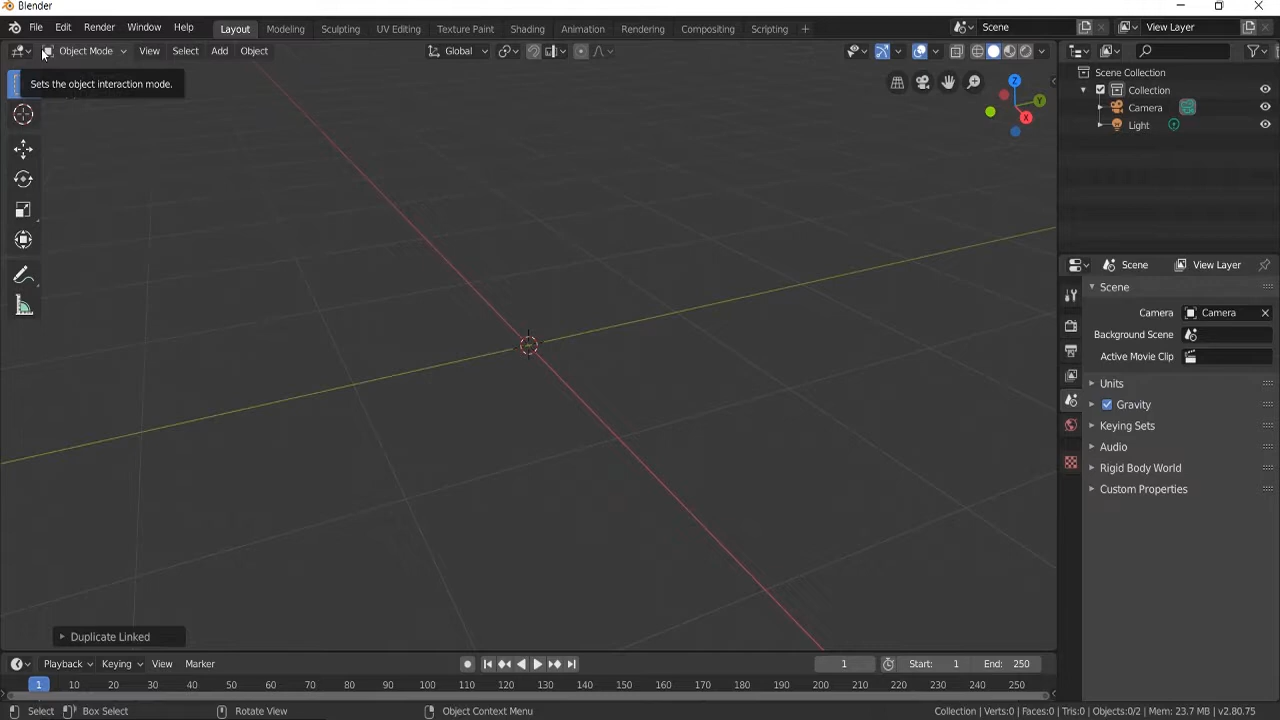 Blender
File Edit Render Window Help Layout Modeling Sculpting UV Editing Texture Paint Shading Animation Rendering Compositing Scripting + Scene View Layer
Object Mode View Select Add Object Global
Sets the object interaction mode.
Z
Y
X
Scene Collection
Collection
Camera
Light
Scene View Layer
Scene
Camera Camera
Background Scene
Active Movie Clip
Units
Gravity
Keying Sets
Audio
Rigid Body World
Custom Properties
Duplicate Linked
Playback Keying View Marker 1 Start: 1 End: 250
1 10 20 30 40 50 60 70 80 90 100 110 120 130 140 150 160 170 180 190 200 210 220 230 240 250
Select Box Select Rotate View Object Context Menu Collection | Verts:0 | Faces:0 | Tris:0 | Objects:0/2 | Mem: 23.7 MB | v2.80.75